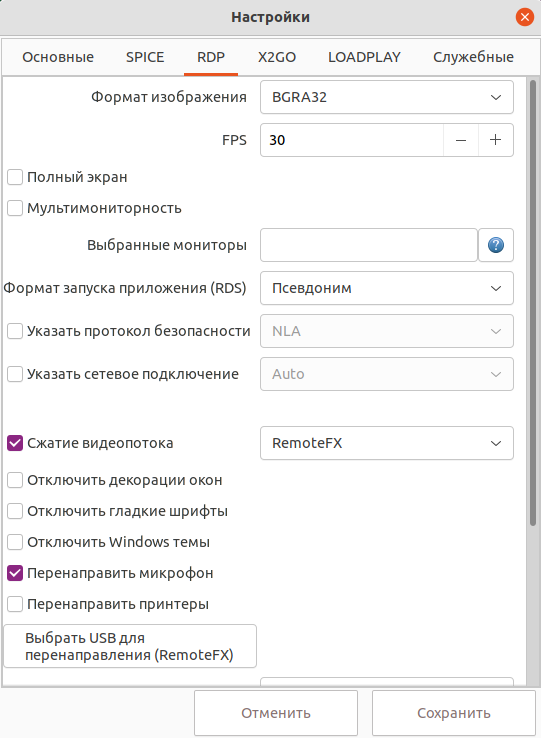 Настройки
Основные SPICE RDP X2GO LOADPLAY Служебные
Формат изображения BGRA32
FPS 30
Полный экран
Мультимониторность
Выбранные мониторы
Формат запуска приложения (RDS) Псевдоним
Указать протокол безопасности NLA
Указать сетевое подключение Auto
Сжатие видеопотока RemoteFX
Отключить декорации окон
Отключить гладкие шрифты
Отключить Windows темы
Перенаправить микрофон
Перенаправить принтеры
Выбрать USB для
перенаправления (RemoteFX)
Отменить Сохранить